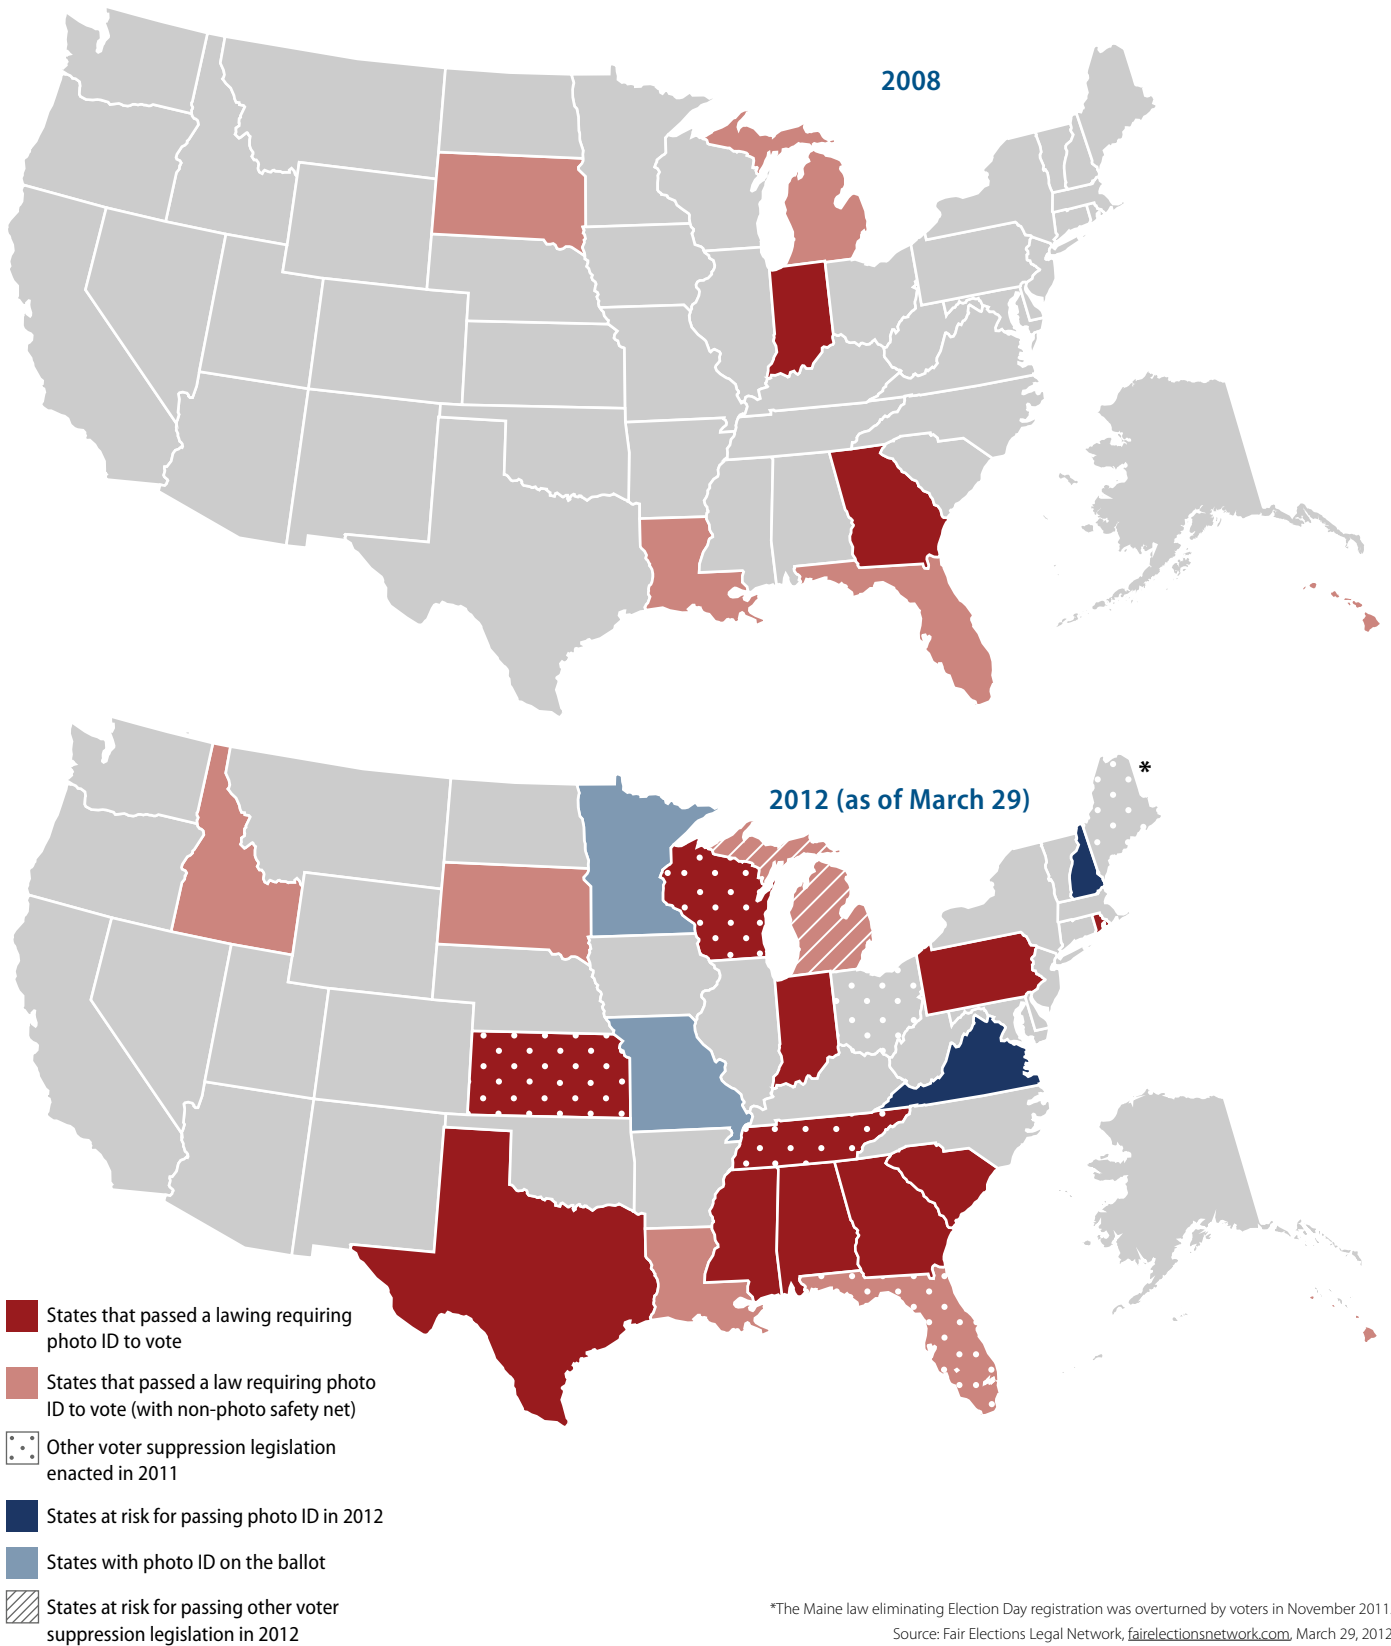 2008
2012 (as of March 29)
*
States that passed a lawing requiring
photo ID to vote
States that passed a law requiring photo
ID to vote (with non-photo safety net)
Other voter suppression legislation
enacted in 2011
States at risk for passing photo ID in 2012
States with photo ID on the ballot
States at risk for passing other voter
suppression legislation in 2012
*The Maine law eliminating Election Day registration was overturned by voters in November 2011.
Source: Fair Elections Legal Network, fairelectionsnetwork.com, March 29, 2012